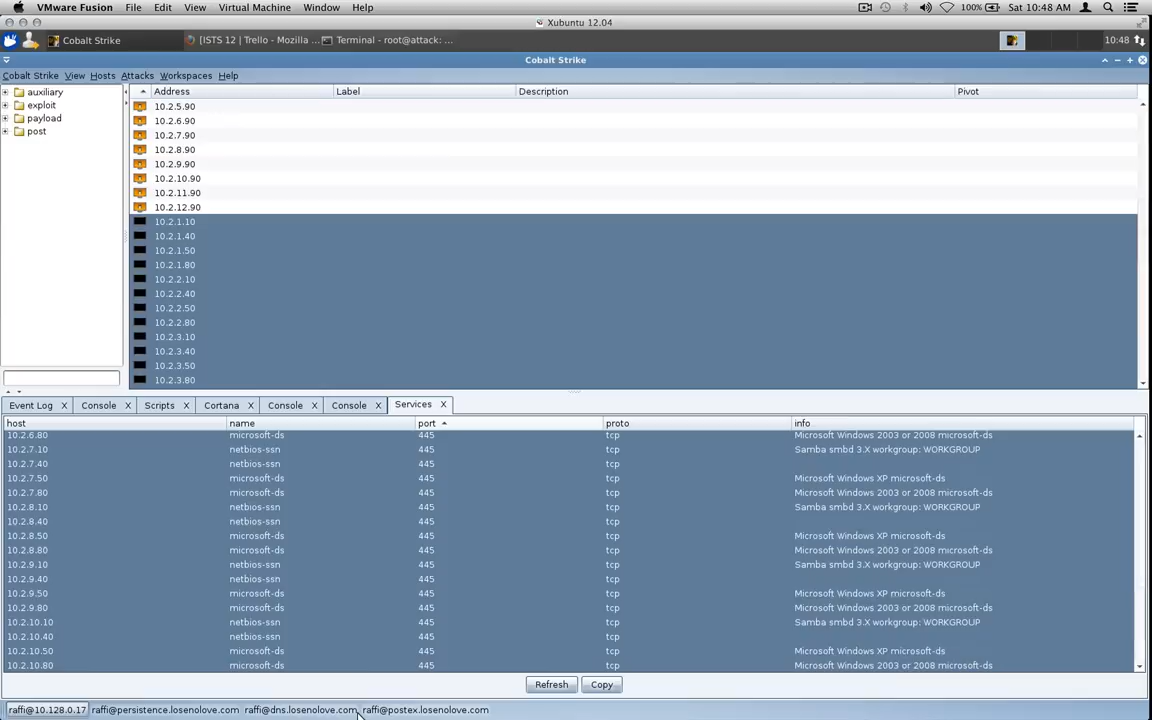 VMware Fusion File Edit View Virtual Machine Window Help 100% Sat 10:48 AM
Xubuntu 12.04
Cobalt Strike [ISTS 12 | Trello - Mozilla ... Terminal - root@attack: ... 10:48
Cobalt Strike
Cobalt Strike View Hosts Attacks Workspaces Help
auxiliary
exploit
payload
post
Address Label Description Pivot
10.2.5.90
10.2.6.90
10.2.7.90
10.2.8.90
10.2.9.90
10.2.10.90
10.2.11.90
10.2.12.90
10.2.1.10
10.2.1.40
10.2.1.50
10.2.1.80
10.2.2.10
10.2.2.40
10.2.2.50
10.2.2.80
10.2.3.10
10.2.3.40
10.2.3.50
10.2.3.80
Event Log X Console X Scripts X Cortana X Console X Console X Services X
host name port proto info
10.2.6.80 microsoft-ds 445 tcp Microsoft Windows 2003 or 2008 microsoft-ds
10.2.7.10 netbios-ssn 445 tcp Samba smbd 3.X workgroup: WORKGROUP
10.2.7.40 netbios-ssn 445 tcp
10.2.7.50 microsoft-ds 445 tcp Microsoft Windows XP microsoft-ds
10.2.7.80 microsoft-ds 445 tcp Microsoft Windows 2003 or 2008 microsoft-ds
10.2.8.10 netbios-ssn 445 tcp Samba smbd 3.X workgroup: WORKGROUP
10.2.8.40 netbios-ssn 445 tcp
10.2.8.50 microsoft-ds 445 tcp Microsoft Windows XP microsoft-ds
10.2.8.80 microsoft-ds 445 tcp Microsoft Windows 2003 or 2008 microsoft-ds
10.2.9.10 netbios-ssn 445 tcp Samba smbd 3.X workgroup: WORKGROUP
10.2.9.40 netbios-ssn 445 tcp
10.2.9.50 microsoft-ds 445 tcp Microsoft Windows XP microsoft-ds
10.2.9.80 microsoft-ds 445 tcp Microsoft Windows 2003 or 2008 microsoft-ds
10.2.10.10 netbios-ssn 445 tcp Samba smbd 3.X workgroup: WORKGROUP
10.2.10.40 netbios-ssn 445 tcp
10.2.10.50 microsoft-ds 445 tcp Microsoft Windows XP microsoft-ds
10.2.10.80 microsoft-ds 445 tcp Microsoft Windows 2003 or 2008 microsoft-ds
Refresh Copy
raffi@10.128.0.17 raffi@persistence.losenolove.com raffi@dns.losenolove.com raffi@postex.losenolove.com